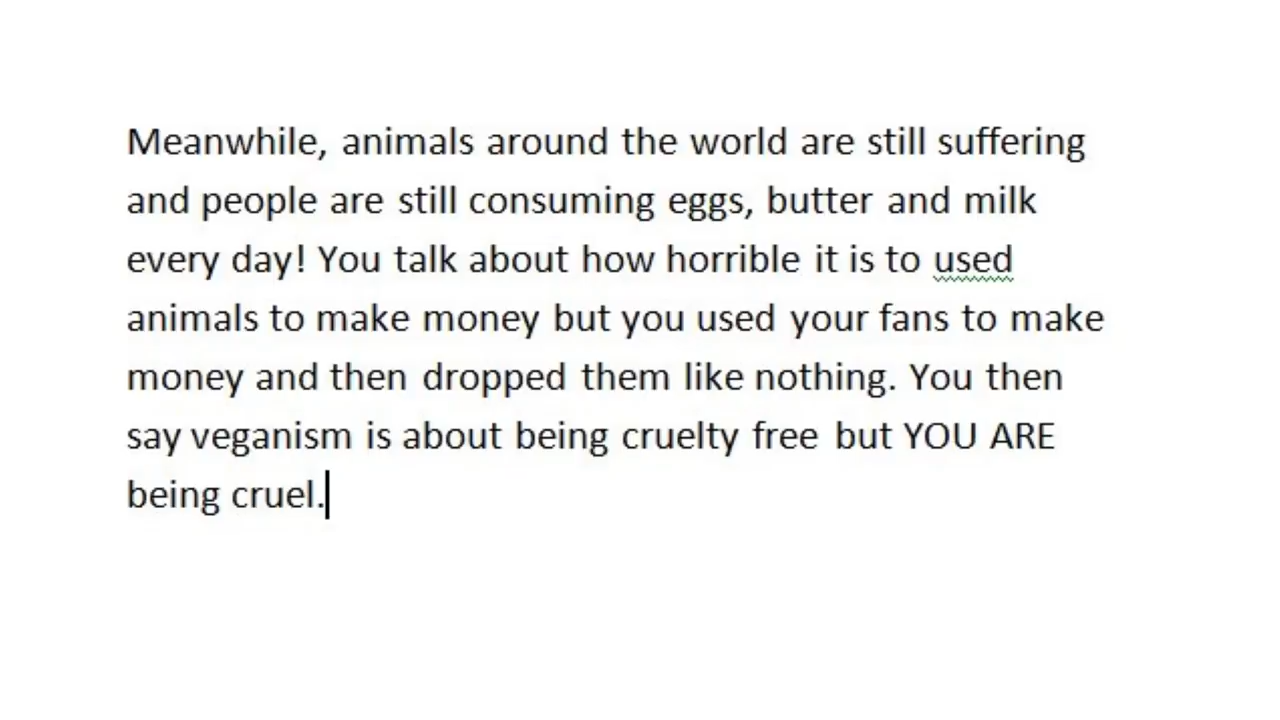 Meanwhile, animals around the world are still suffering
and people are still consuming eggs, butter and milk
every day! You talk about how horrible it is to used
animals to make money but you used your fans to make
money and then dropped them like nothing. You then
say veganism is about being cruelty free but YOU ARE
being cruel.